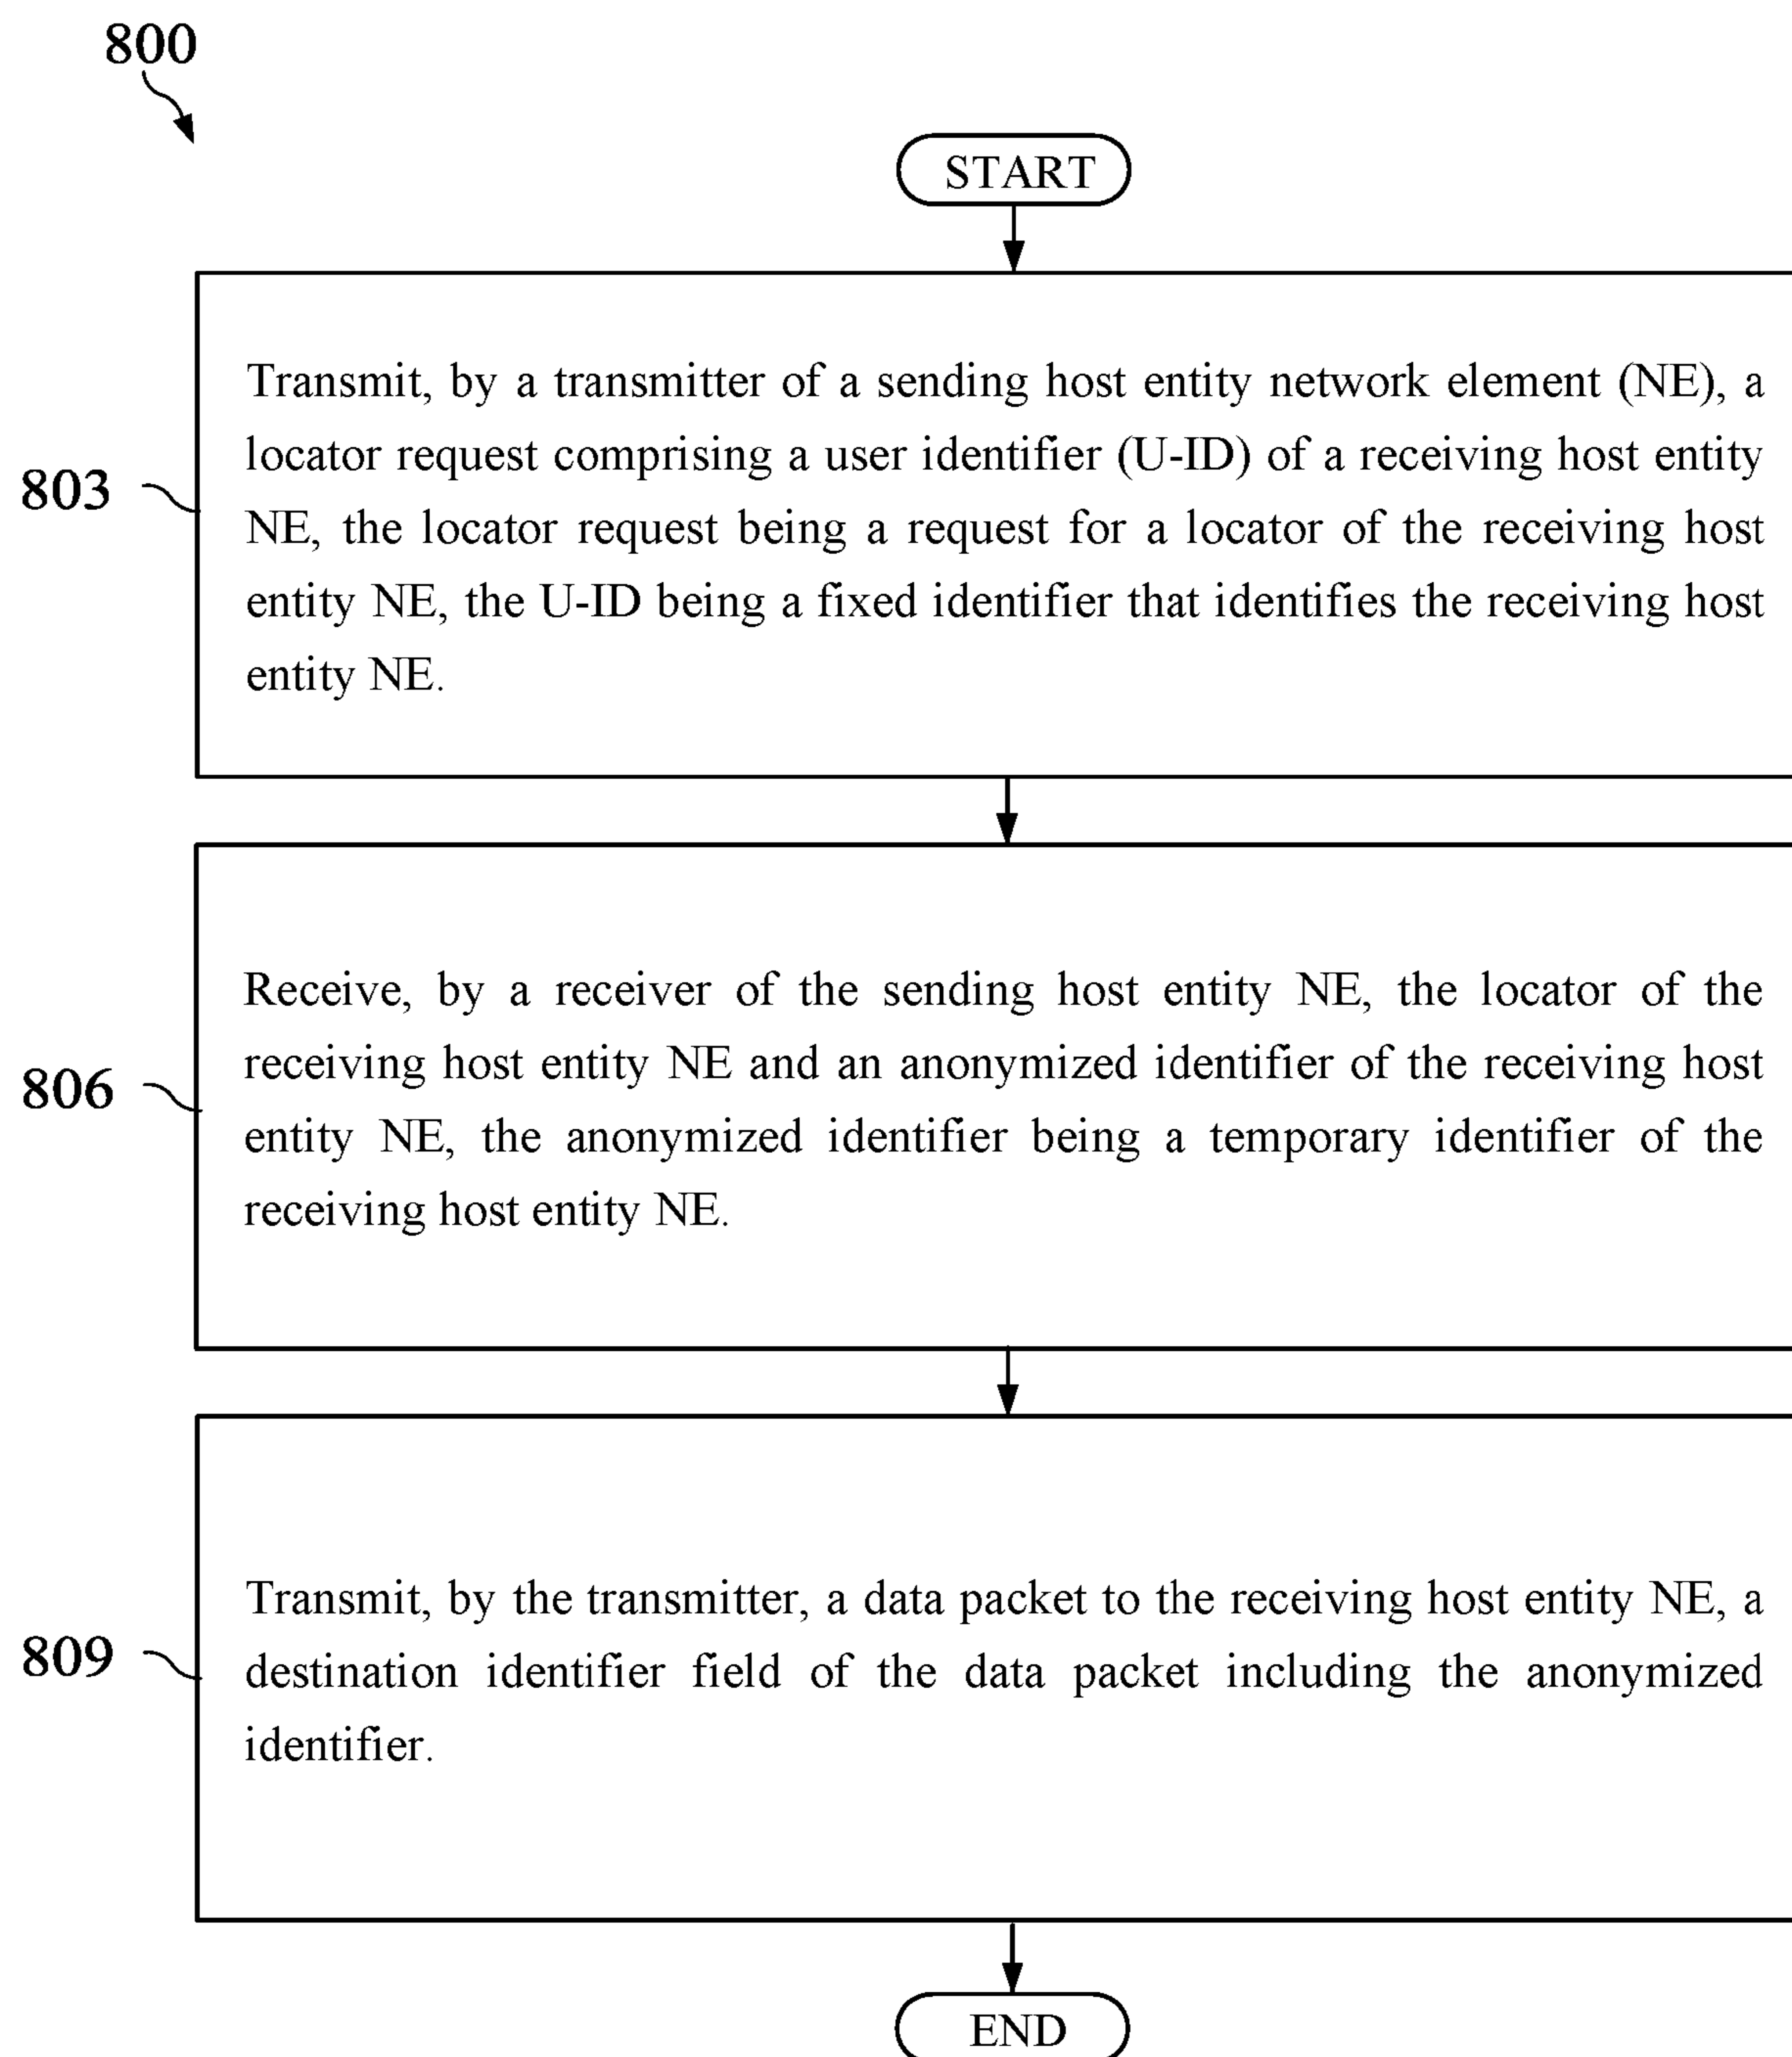 800
START
Transmit, by a transmitter of a sending host entity network element (NE), a
locator request comprising a user identifier (U-ID) of a receiving host entity
803
NE, the locator request being a request for a locator of the receiving host
entity NE, the U-ID being a fixed identifier that identifies the receiving host
entity NE.
Receive, by a receiver of the sending host entity NE, the locator of the
receiving host entity NE and an anonymized identifier of the receiving host
806
entity NE, the anonymized identifier being a temporary identifier of the
receiving host entity NE.
Transmit, by the transmitter, a data packet to the receiving host entity NE, a
809
destination identifier field of the data packet including the anonymized
identifier.
END